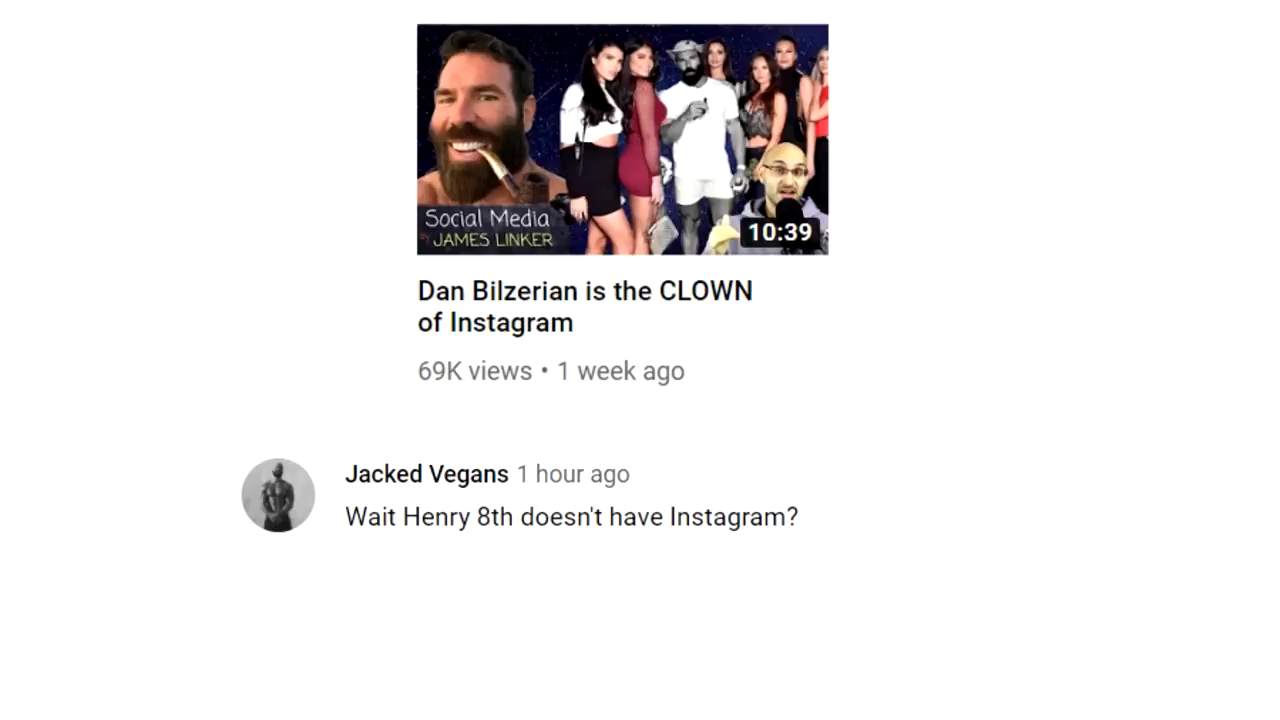 Social Media
BY JAMES LINKER
10:39
Dan Bilzerian is the CLOWN
of Instagram
69K views • 1 week ago
Jacked Vegans 1 hour ago
Wait Henry 8th doesn't have Instagram?